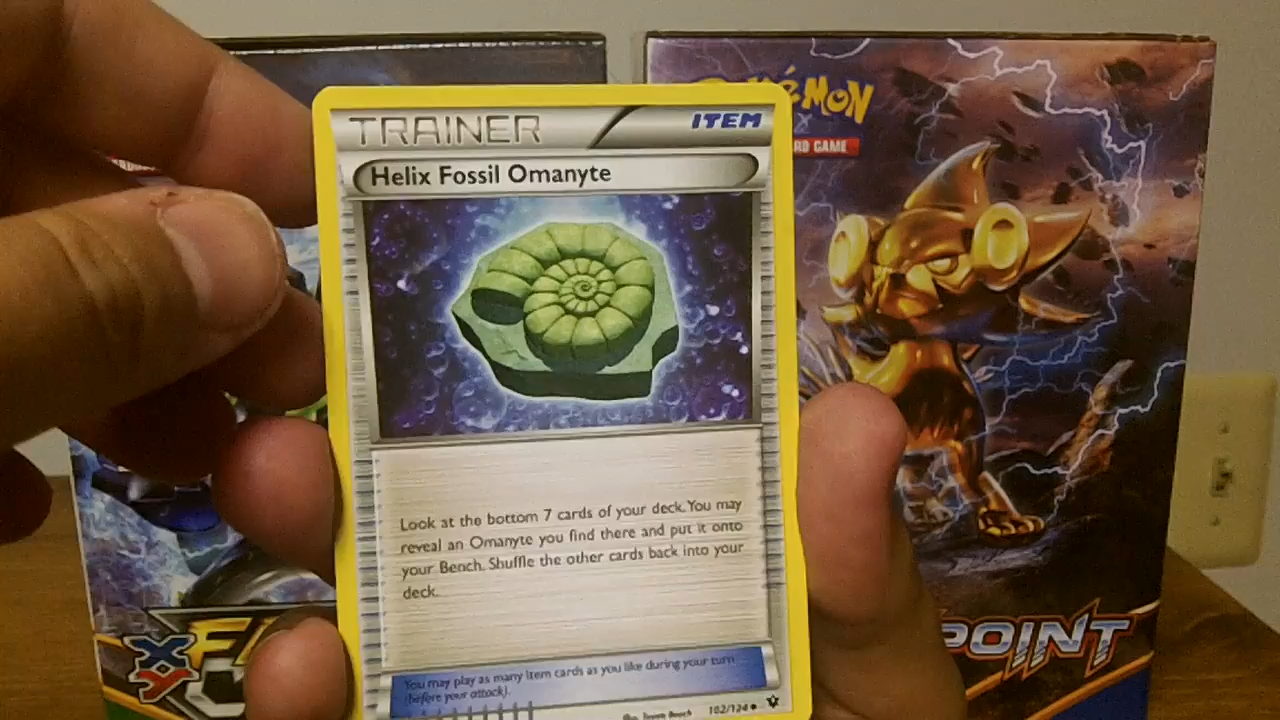 TRAINER
ITEM
Helix Fossil Omanyte
Look at the bottom 7 cards of your deck. You may
reveal an Omanyte you find there and put it onto
your Bench. Shuffle the other cards back into your
deck.
You may play as many Item cards as you like during your turn
(before your attack).
102/124
POKÉMON
RD GAME
XY
FA
POINT